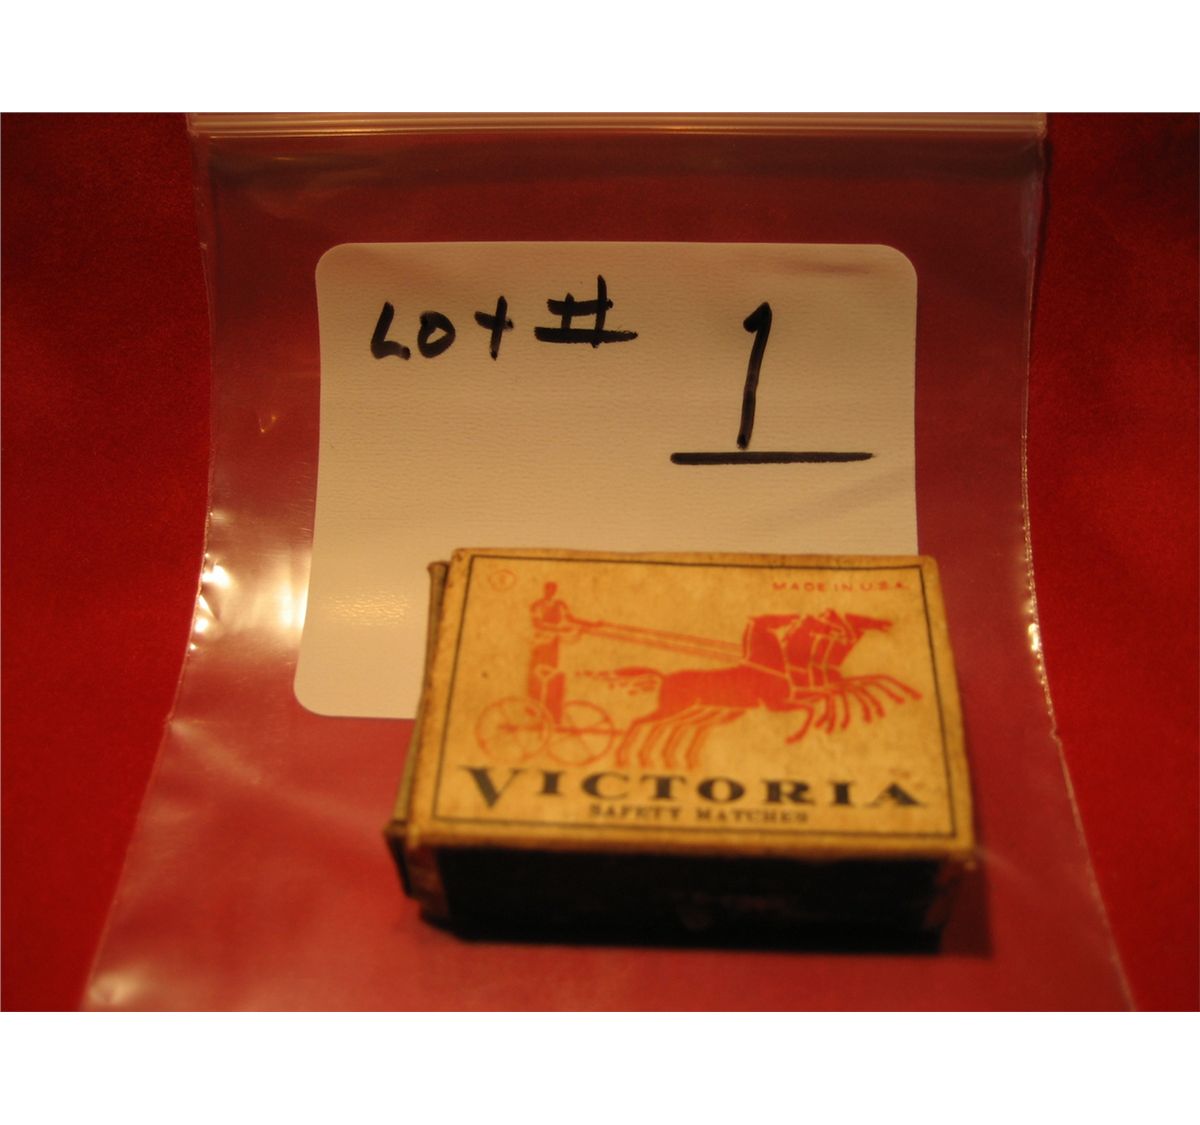 Lot # 1
MADE IN U.S.A.
VICTORIA
SAFETY MATCHES